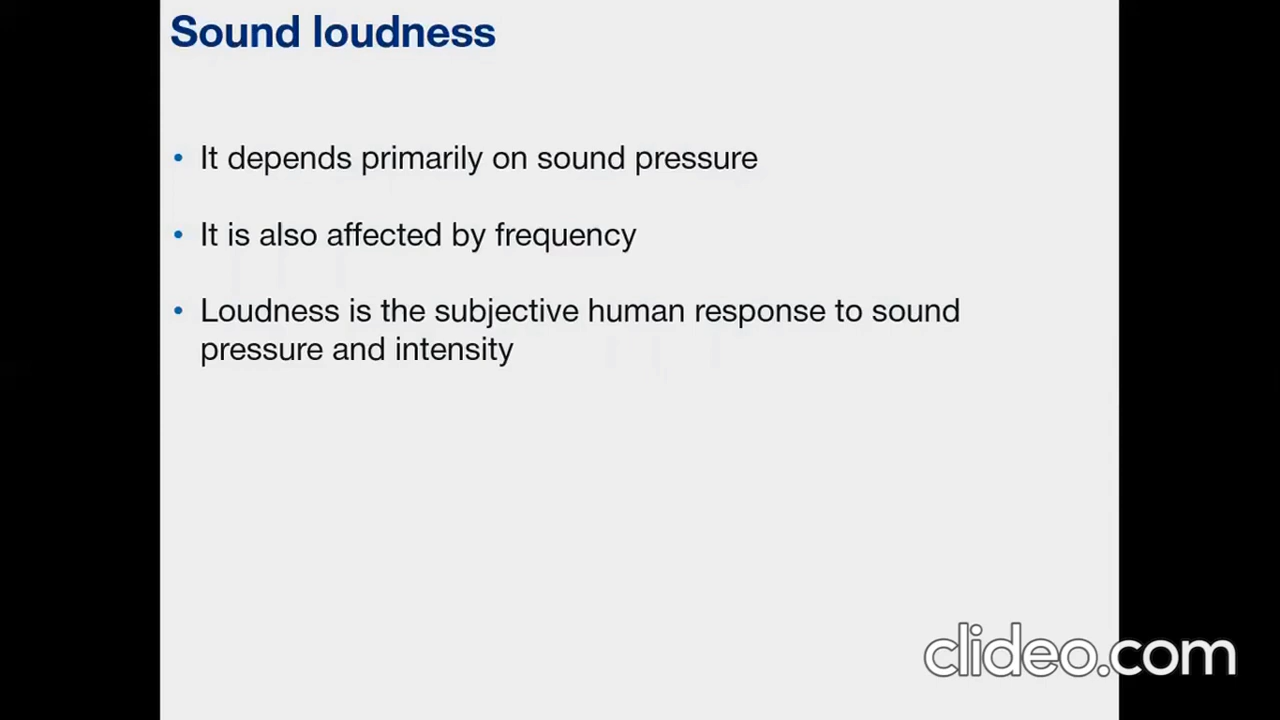 Sound loudness
• It depends primarily on sound pressure
• It is also affected by frequency
• Loudness is the subjective human response to sound
pressure and intensity
clideo.com